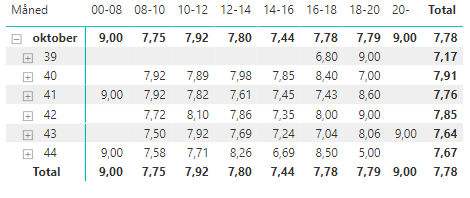 Måned 00-08 08-10 10-12 12-14 14-16 16-18 18-20 20- Total
oktober 9,00 7,75 7,92 7,80 7,44 7,78 7,79 9,00 7,78
39 6,80 9,00 7,17
40 7,92 7,89 7,98 7,85 8,40 7,00 7,91
41 9,00 7,92 7,82 7,61 7,45 7,43 8,60 7,76
42 7,72 8,10 7,86 7,35 8,00 9,00 7,85
43 7,50 7,92 7,69 7,24 7,04 8,06 9,00 7,64
44 9,00 7,58 7,71 8,26 6,69 8,50 5,00 7,67
Total 9,00 7,75 7,92 7,80 7,44 7,78 7,79 9,00 7,78